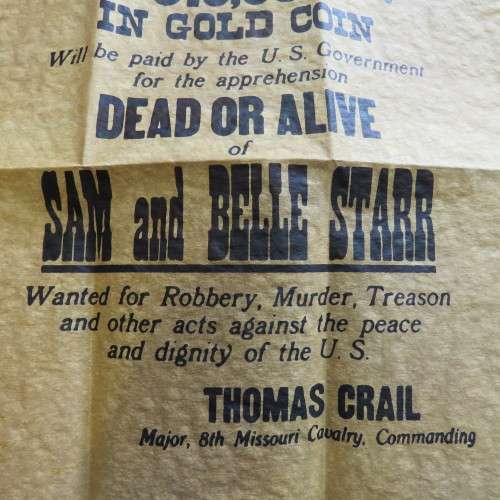 IN GOLD COIN
Will be paid by the U. S. Government
for the apprehension
DEAD OR ALIVE
of
SAM and BELLE STARR
Wanted for Robbery, Murder, Treason
and other acts against the peace
and dignity of the U. S.
THOMAS CRAIL
Major, 8th Missouri Cavalry, Commanding